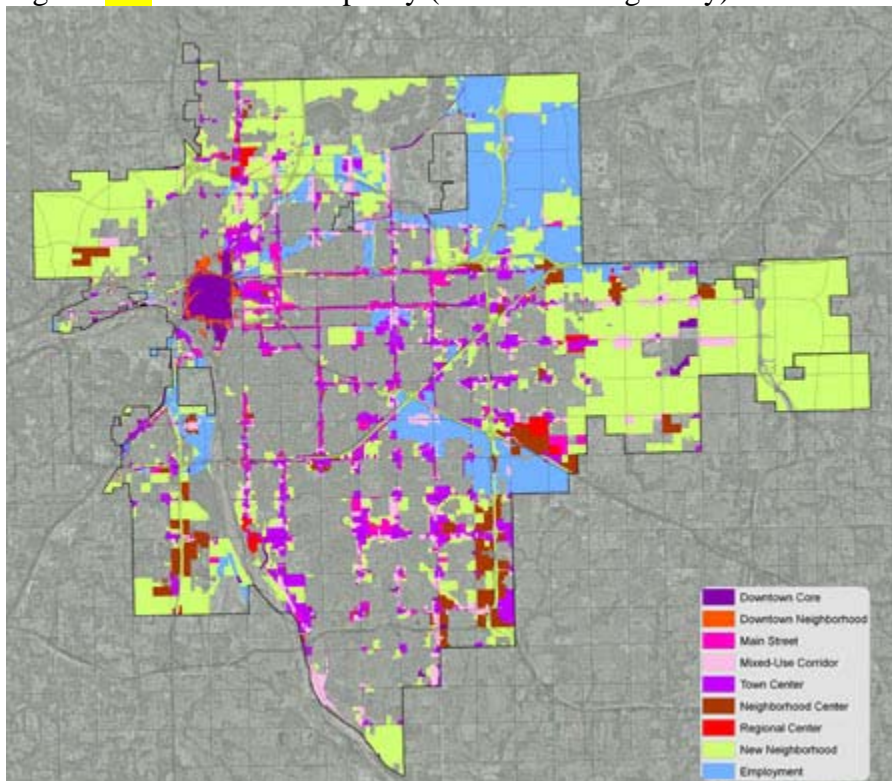 Downtown Core
Downtown Neighborhood
Main Street
Mixed-Use Corridor
Town Center
Neighborhood Center
Regional Center
New Neighborhood
Employment